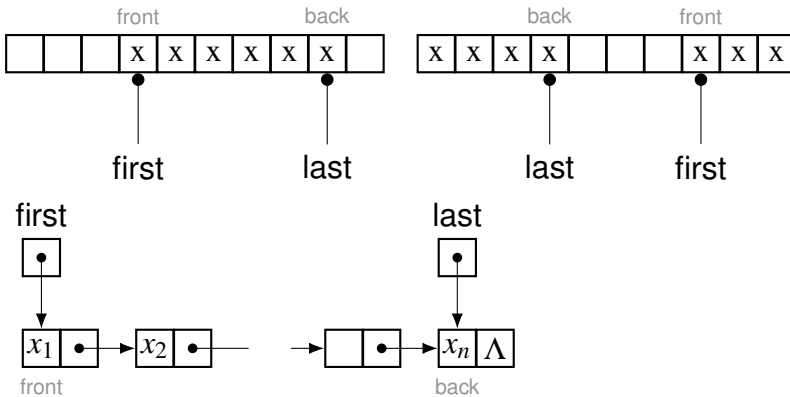 front back back front
x x x x x x x x x x x x x
first last last first
first last
x1 x2 xn Λ
front back